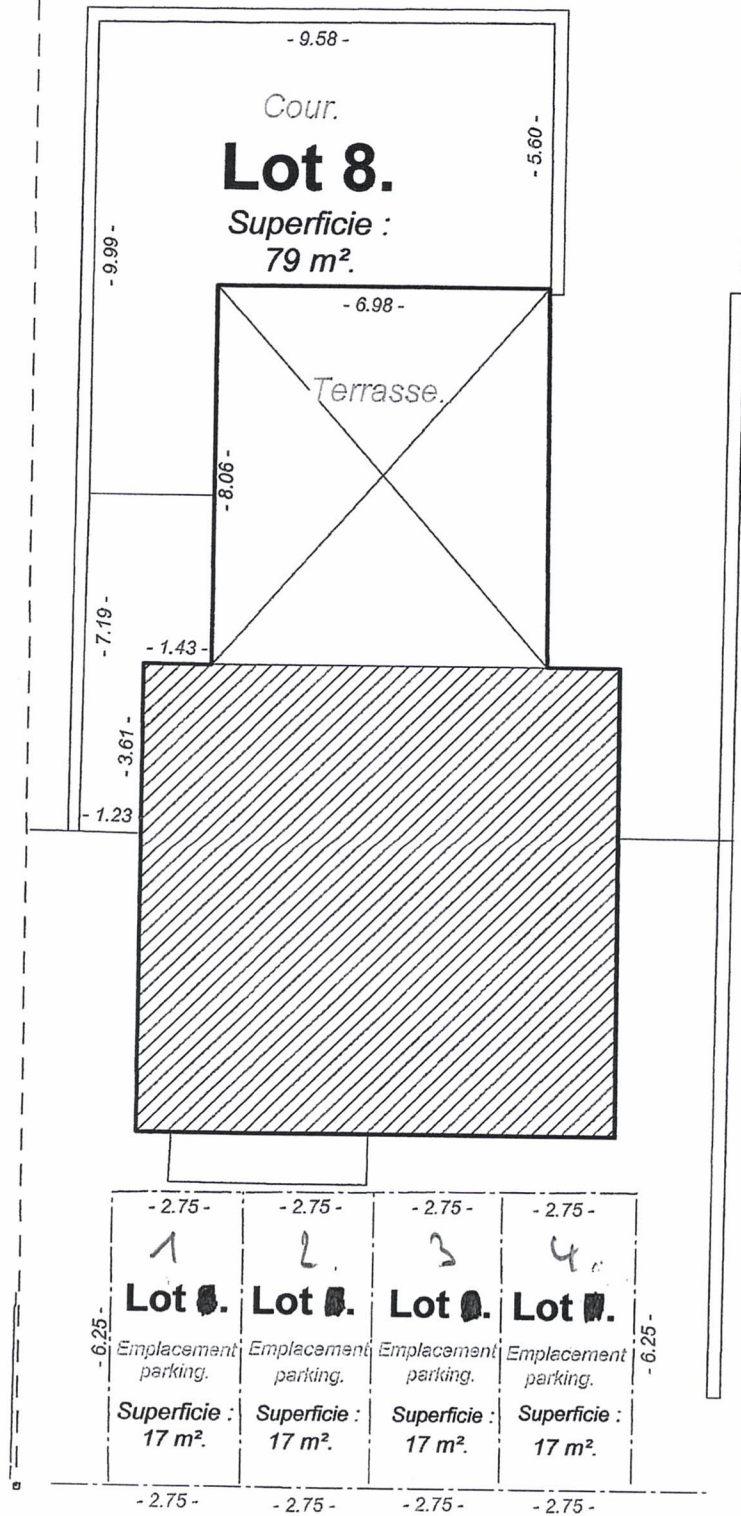 - 9.58 -
Cour.
- 5.60 -
Lot 8.
Superficie :
79 m².
- 9.99 -
- 6.98 -
Terrasse.
- 8.06 -
- 7.19 -
- 1.43 -
- 3.61 -
- 1.23
- 2.75 - - 2.75 - - 2.75 - - 2.75 -
1 2. 3 4.
Lot . Lot . Lot . Lot .
- 6.25 - - 6.25 -
Emplacement Emplacement Emplacement Emplacement
parking. parking. parking. parking.
Superficie : Superficie : Superficie : Superficie :
17 m². 17 m². 17 m². 17 m².
- 2.75 - - 2.75 - - 2.75 - - 2.75 -